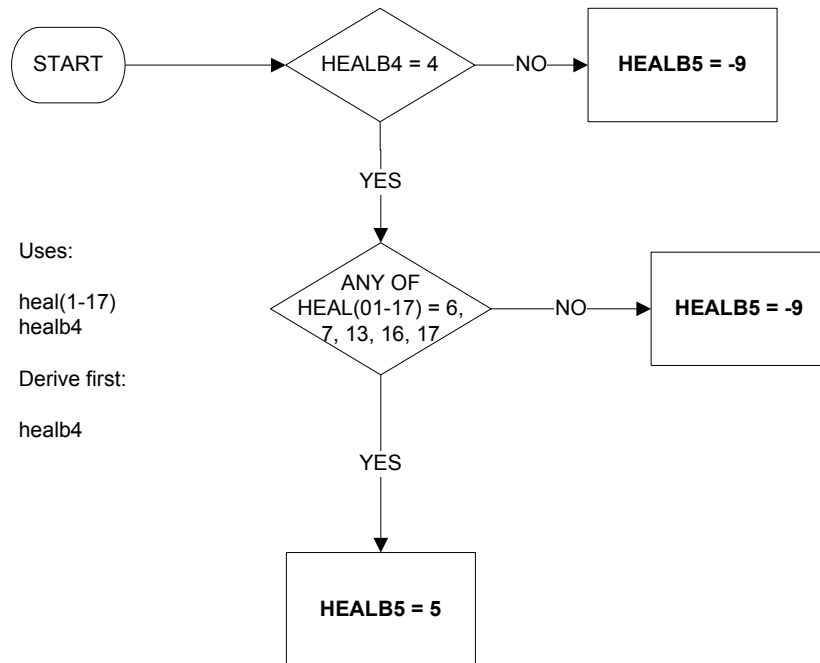 START
HEALB4 = 4
NO
HEALB5 = -9
YES
Uses:
heal(1-17)
healb4
Derive first:
healb4
ANY OF
HEAL(01-17) = 6,
7, 13, 16, 17
NO
HEALB5 = -9
YES
HEALB5 = 5